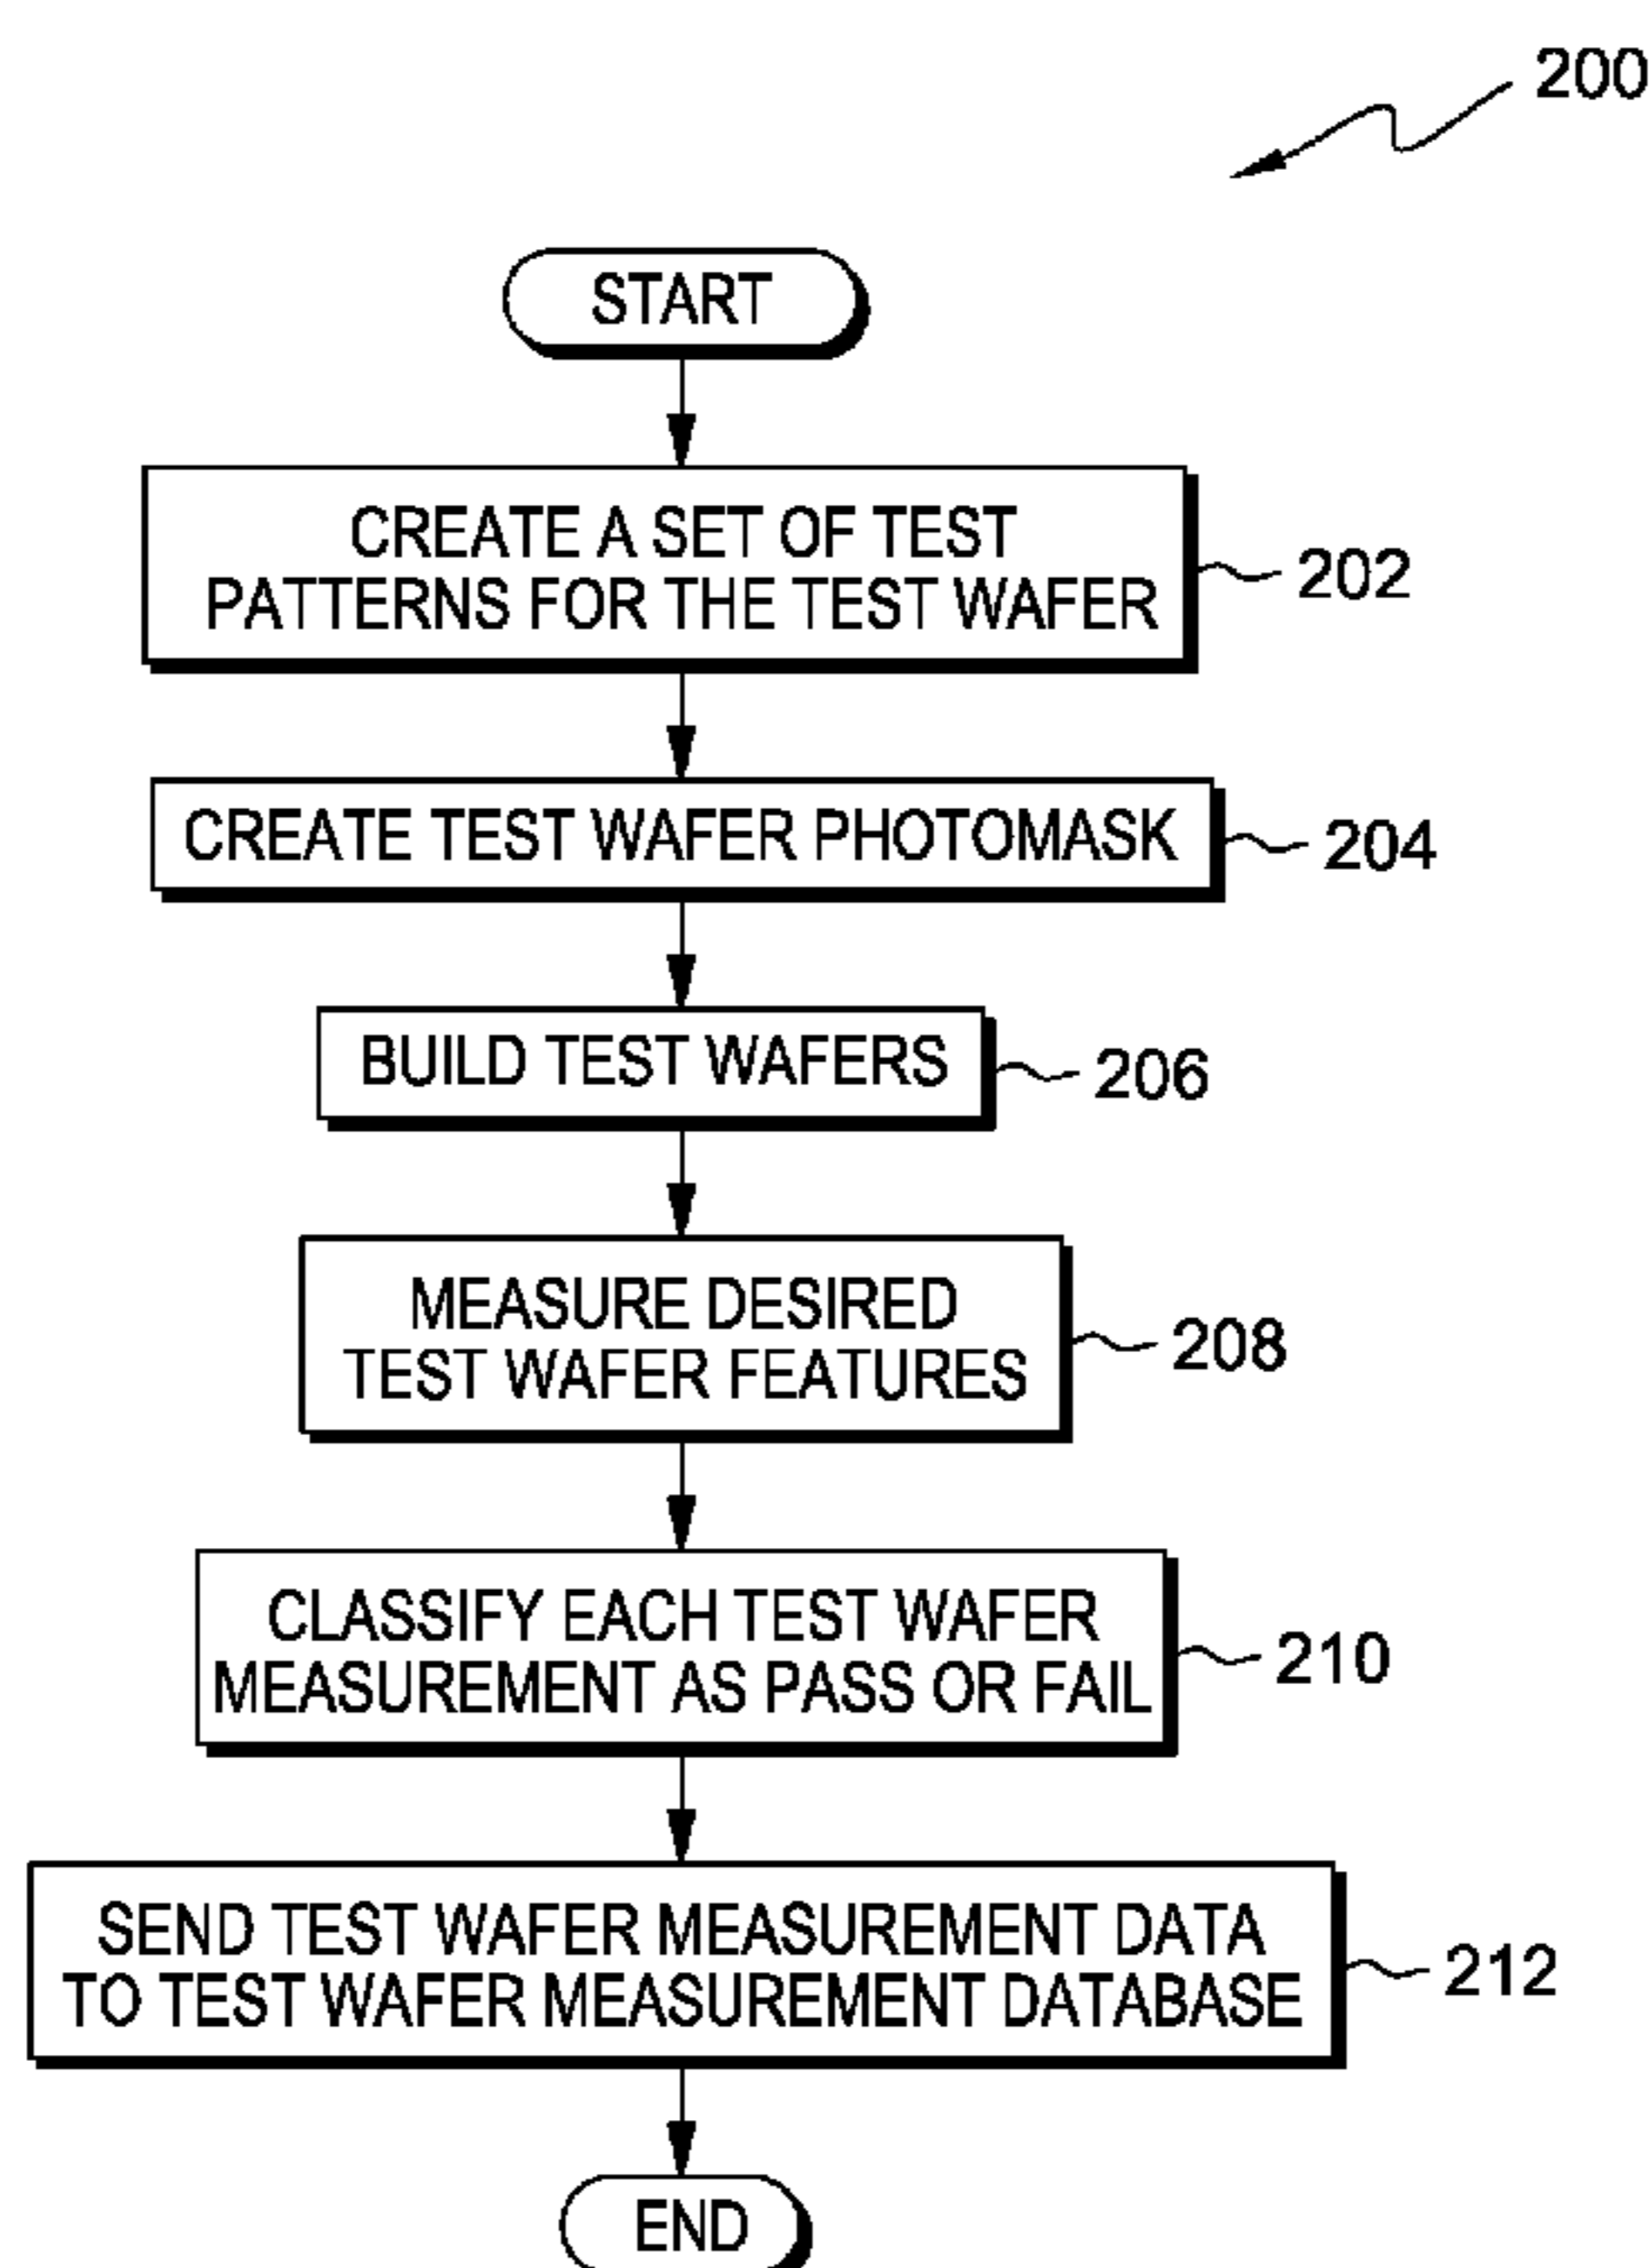 200
START
CREATE A SET OF TEST
PATTERNS FOR THE TEST WAFER
202
CREATE TEST WAFER PHOTOMASK
204
BUILD TEST WAFERS
206
MEASURE DESIRED
TEST WAFER FEATURES
208
CLASSIFY EACH TEST WAFER
MEASUREMENT AS PASS OR FAIL
210
SEND TEST WAFER MEASUREMENT DATA
TO TEST WAFER MEASUREMENT DATABASE
212
END